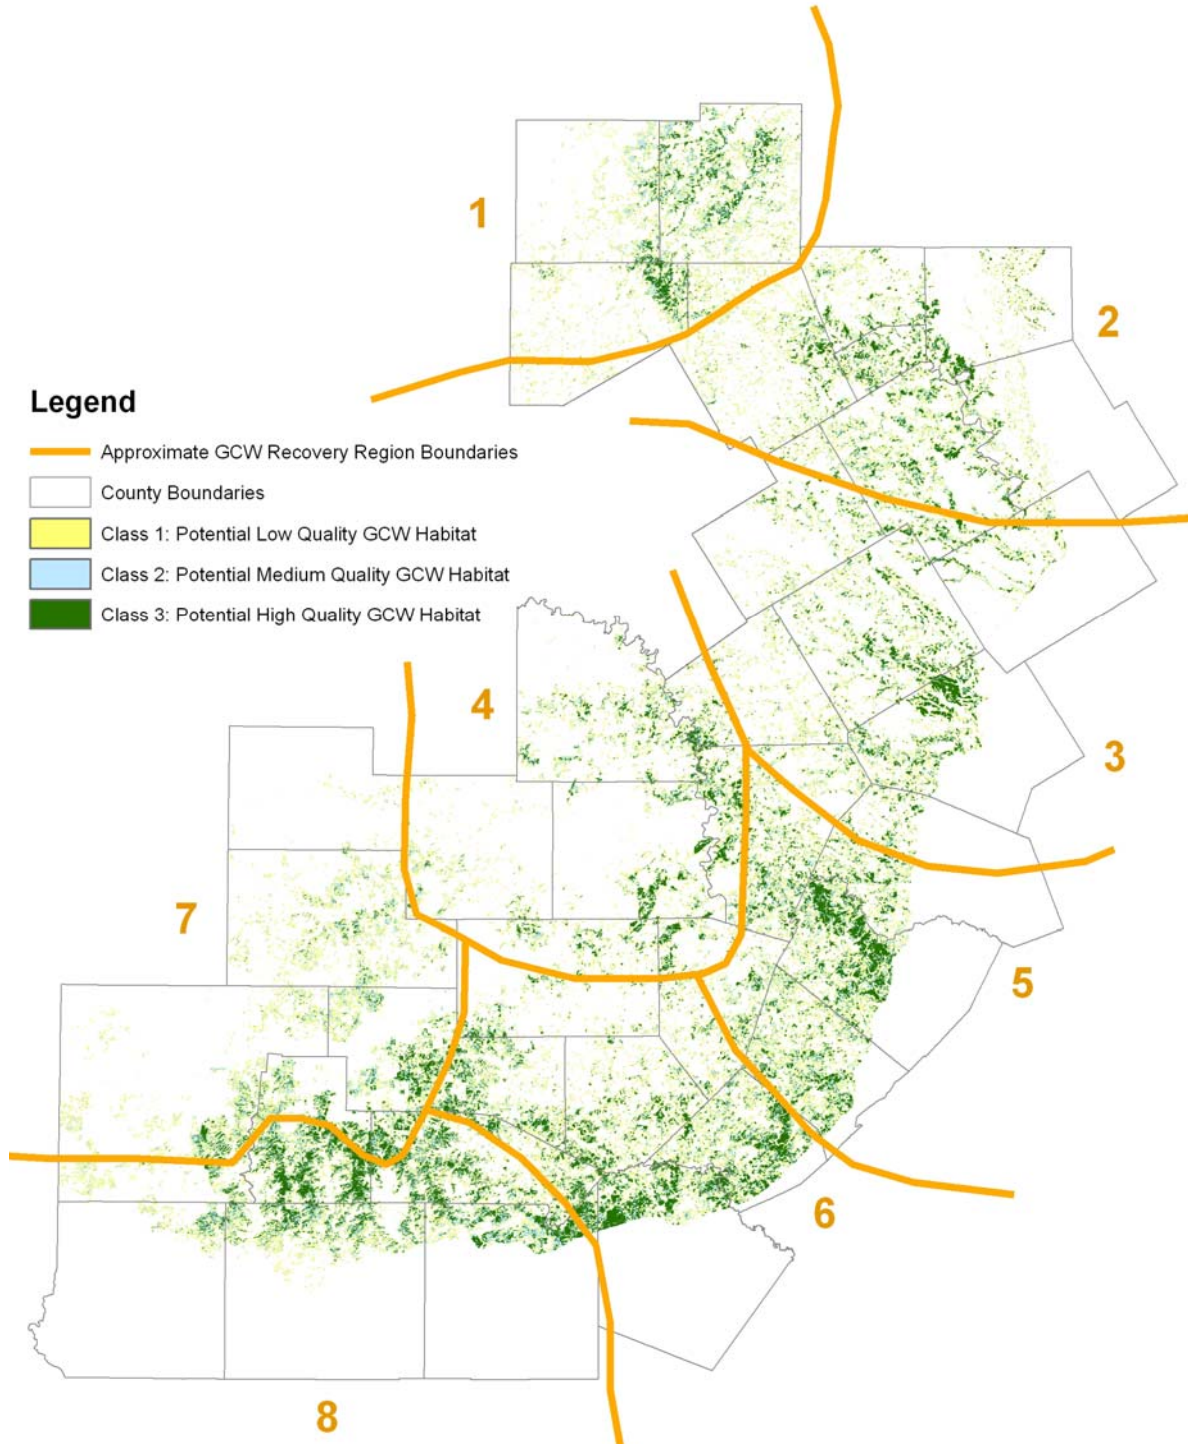 1
2
Legend
Approximate GCW Recovery Region Boundaries
County Boundaries
Class 1: Potential Low Quality GCW Habitat
Class 2: Potential Medium Quality GCW Habitat
Class 3: Potential High Quality GCW Habitat
4
3
7
5
6
8